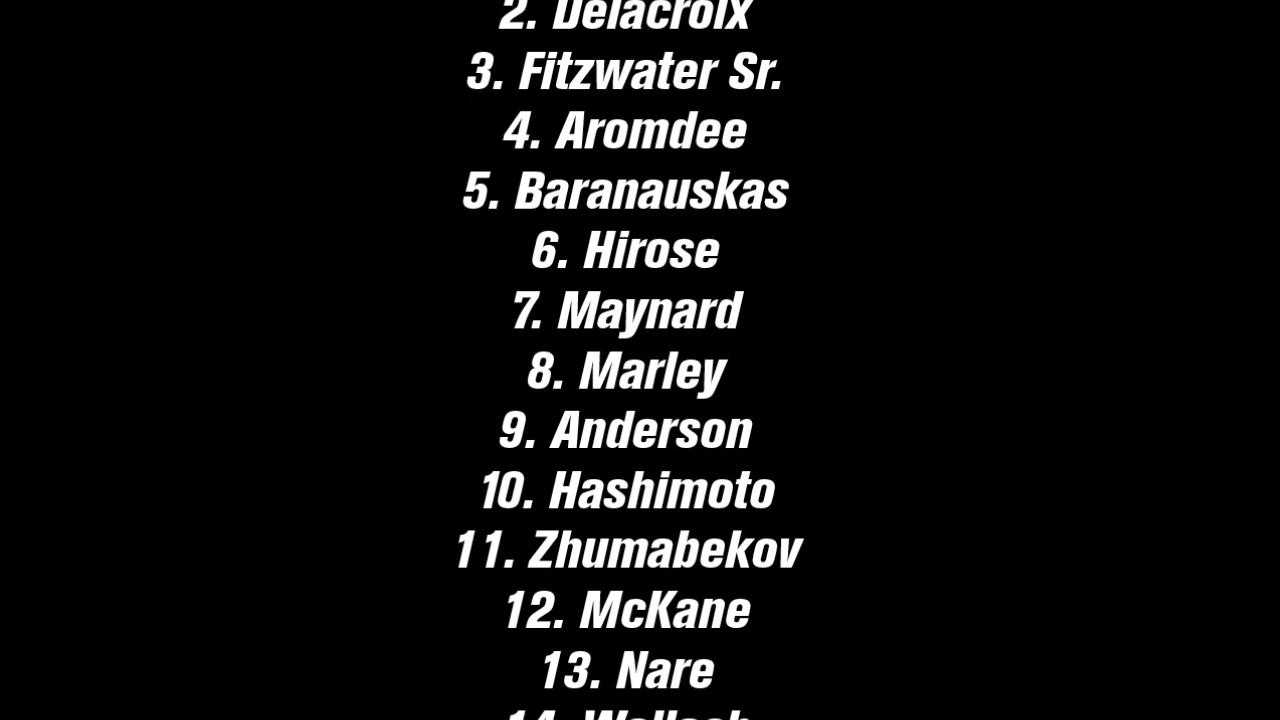 2. Delacroix
3. Fitzwater Sr.
4. Aromdee
5. Baranauskas
6. Hirose
7. Maynard
8. Marley
9. Anderson
10. Hashimoto
11. Zhumabekov
12. McKane
13. Nare
14.